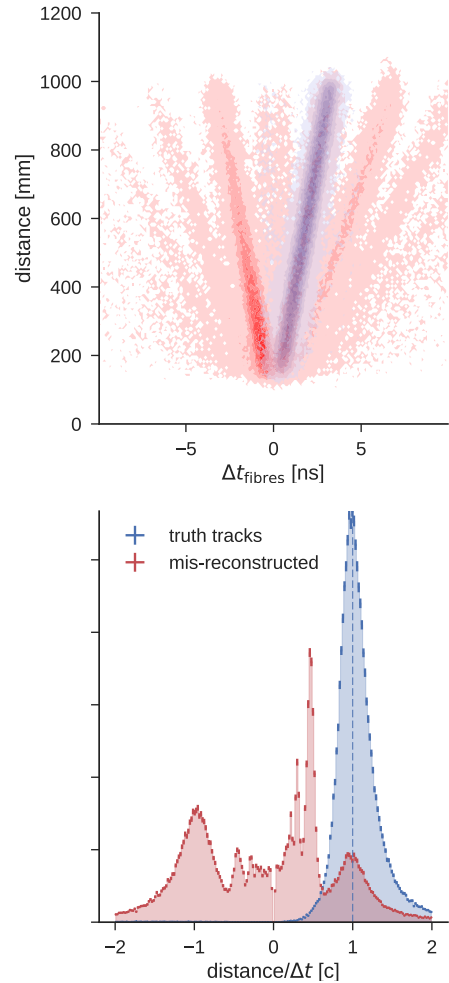 1200
1000
800
600
400
200
0
distance [mm]
−5 0 5
Δt_fibres [ns]
truth tracks
mis-reconstructed
−2 −1 0 1 2
distance/Δt [c]